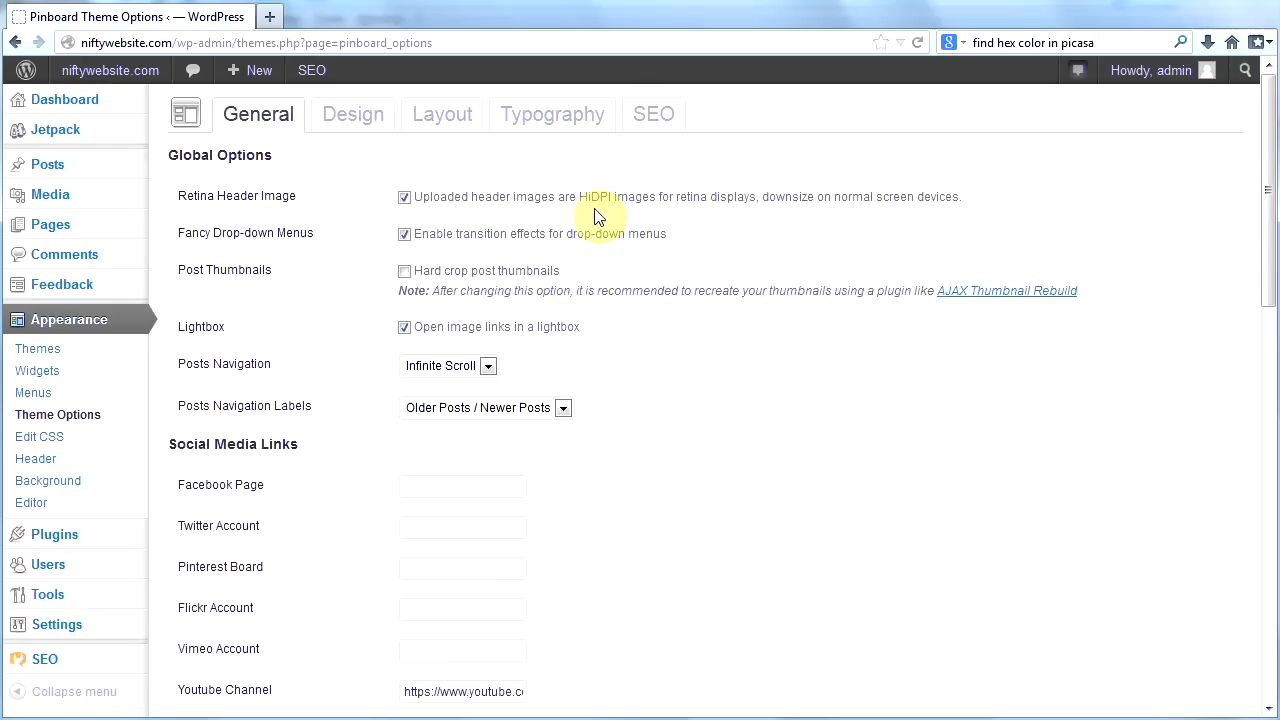 Pinboard Theme Options ‹ — WordPress
niftywebsite.com/wp-admin/themes.php?page=pinboard_options
find hex color in picasa
niftywebsite.com
New
SEO
Howdy, admin
Dashboard
Jetpack
Posts
Media
Pages
Comments
Feedback
Appearance
Themes
Widgets
Menus
Theme Options
Edit CSS
Header
Background
Editor
Plugins
Users
Tools
Settings
SEO
Collapse menu
General
Design
Layout
Typography
SEO
Global Options
Retina Header Image
Uploaded header images are HiDPI images for retina displays, downsize on normal screen devices.
Fancy Drop-down Menus
Enable transition effects for drop-down menus
Post Thumbnails
Hard crop post thumbnails
Note: After changing this option, it is recommended to recreate your thumbnails using a plugin like AJAX Thumbnail Rebuild
Lightbox
Open image links in a lightbox
Posts Navigation
Infinite Scroll
Posts Navigation Labels
Older Posts / Newer Posts
Social Media Links
Facebook Page
Twitter Account
Pinterest Board
Flickr Account
Vimeo Account
Youtube Channel
https://www.youtube.c